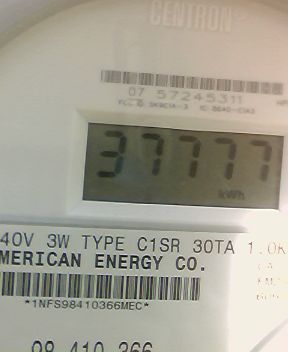 CENTRON®
07 57245311
37777
kWh
40V 3W TYPE C1SR 30TA 1.0K
MERICAN ENERGY CO.
*1NFS98410366MEC*
98 410 366